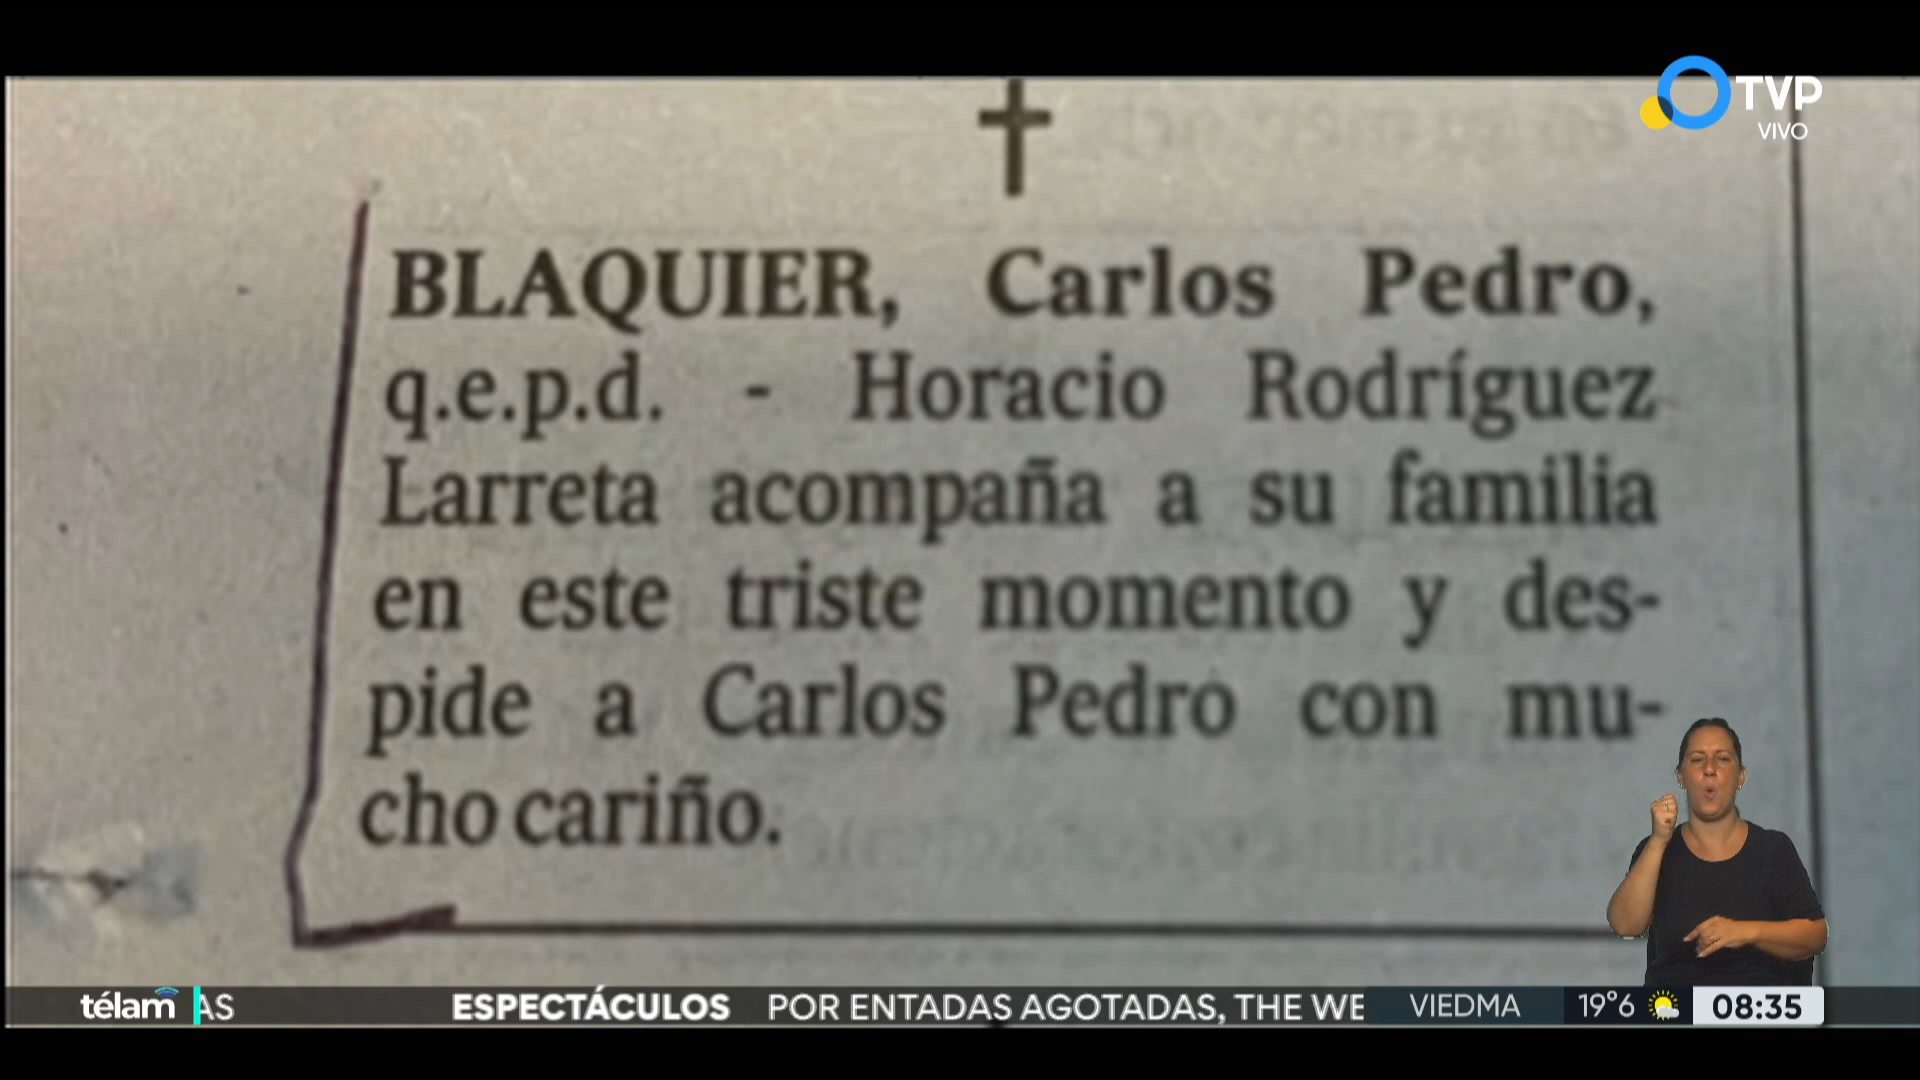 TVP
VIVO
BLAQUIER, Carlos Pedro,
q.e.p.d. - Horacio Rodríguez
Larreta acompaña a su familia
en este triste momento y des-
pide a Carlos Pedro con mu-
cho cariño.
télam AS ESPECTÁCULOS POR ENTADAS AGOTADAS, THE WE VIEDMA 19°6 08:35